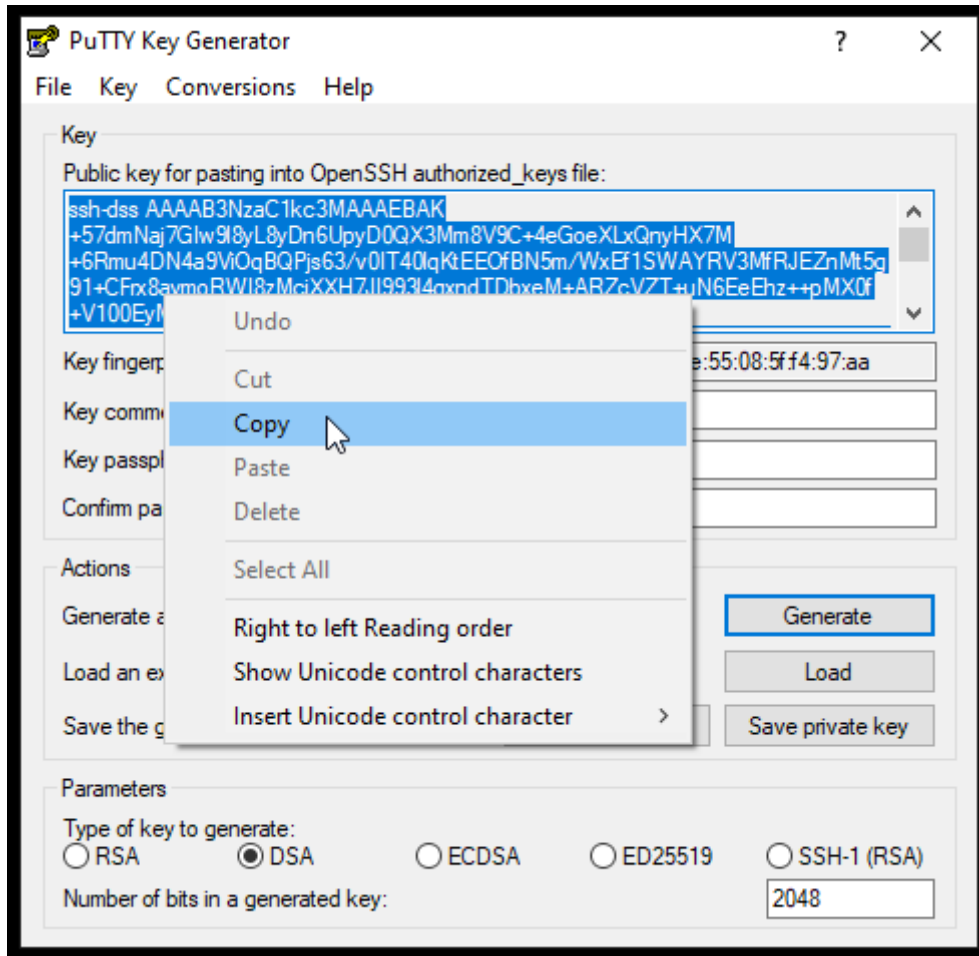 PuTTY Key Generator
?
File Key Conversions Help
Key
Public key for pasting into OpenSSH authorized_keys file:
ssh-dss AAAAB3NzaC1kc3MAAAEBAK
+57dmNaj7GIw9I8yL8yDn6UpyD0QX3Mm8V9C+4eGoeXLxQnyHX7M
+6Rmu4DN4a9ViOqBQPjs63/v0IT40lqKtEEOfBN5m/WxEf1SWAYRV3MfRJEZnMt5g
+V100Ey
Key fingerp
e:55:08:5f:f4:97:aa
Key comme
Key passpl
Confirm pa
Undo
Cut
Copy
Paste
Delete
Select All
Right to left Reading order
Show Unicode control characters
Insert Unicode control character
Actions
Generate a
Generate
Load an ex
Load
Save the g
Save private key
Parameters
Type of key to generate:
RSA DSA ECDSA ED25519 SSH-1 (RSA)
Number of bits in a generated key:
2048